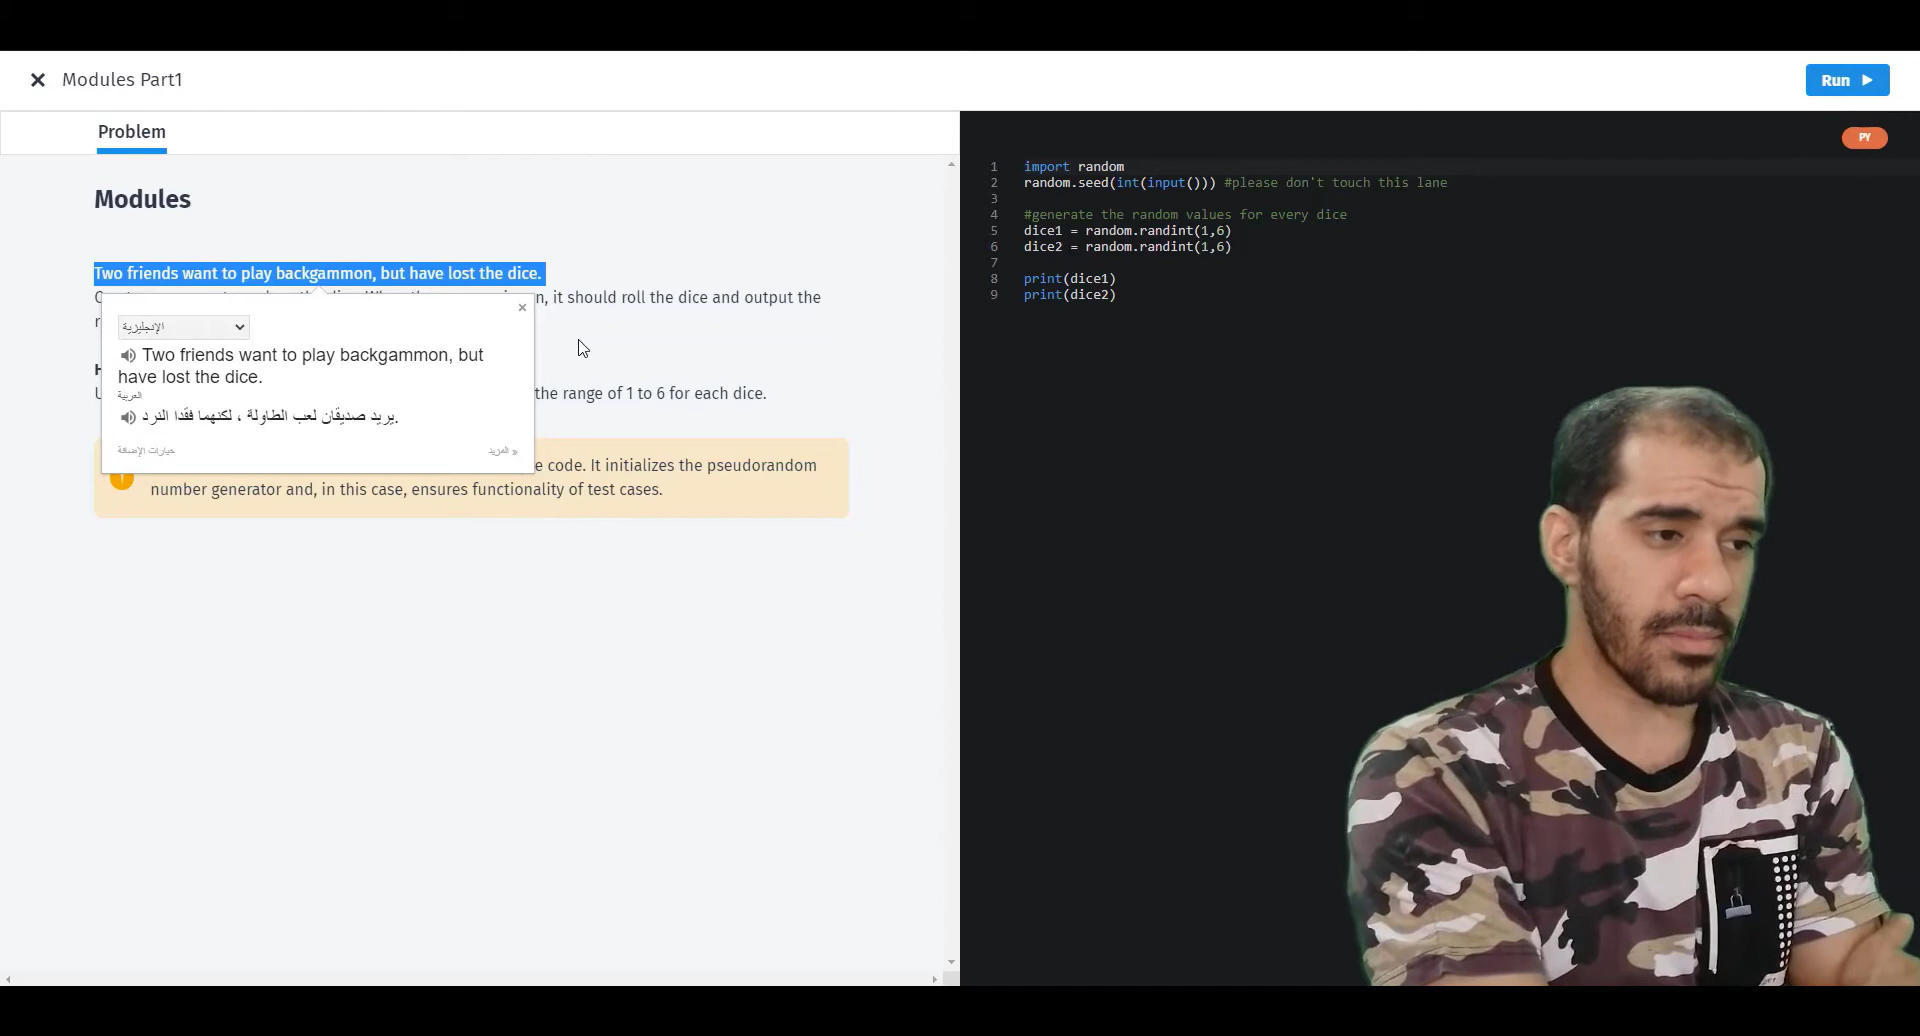 Modules Part1
Run
Problem
Modules
Two friends want to play backgammon, but have lost the dice.
n, it should roll the dice and output the
الإنجليزية
Two friends want to play backgammon, but
have lost the dice.
العربية
يريد صديقان لعب الطاولة ، لكنهما فقدا النرد.
خيارات الإضافة
المزيد »
the range of 1 to 6 for each dice.
e code. It initializes the pseudorandom
number generator and, in this case, ensures functionality of test cases.
PY
1 import random
2 random.seed(int(input())) #please don't touch this lane
3
4 #generate the random values for every dice
5 dice1 = random.randint(1,6)
6 dice2 = random.randint(1,6)
7
8 print(dice1)
9 print(dice2)